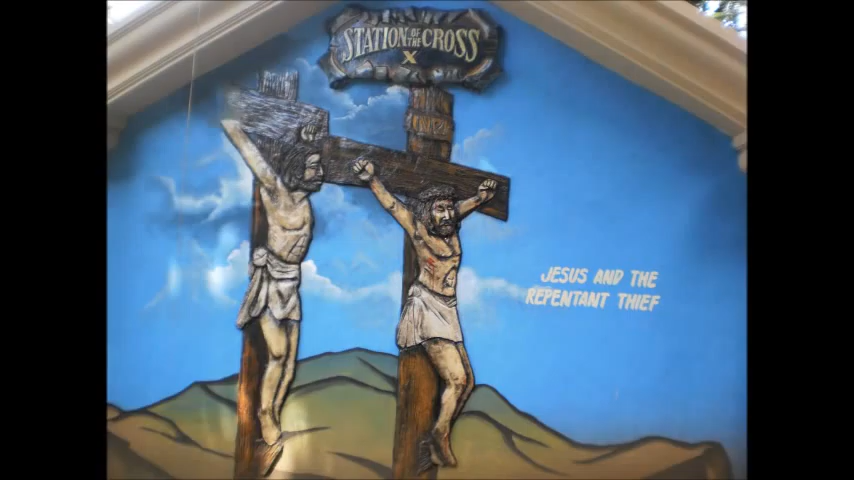 STATION OF THE CROSS
X
JESUS AND THE
REPENTANT THIEF